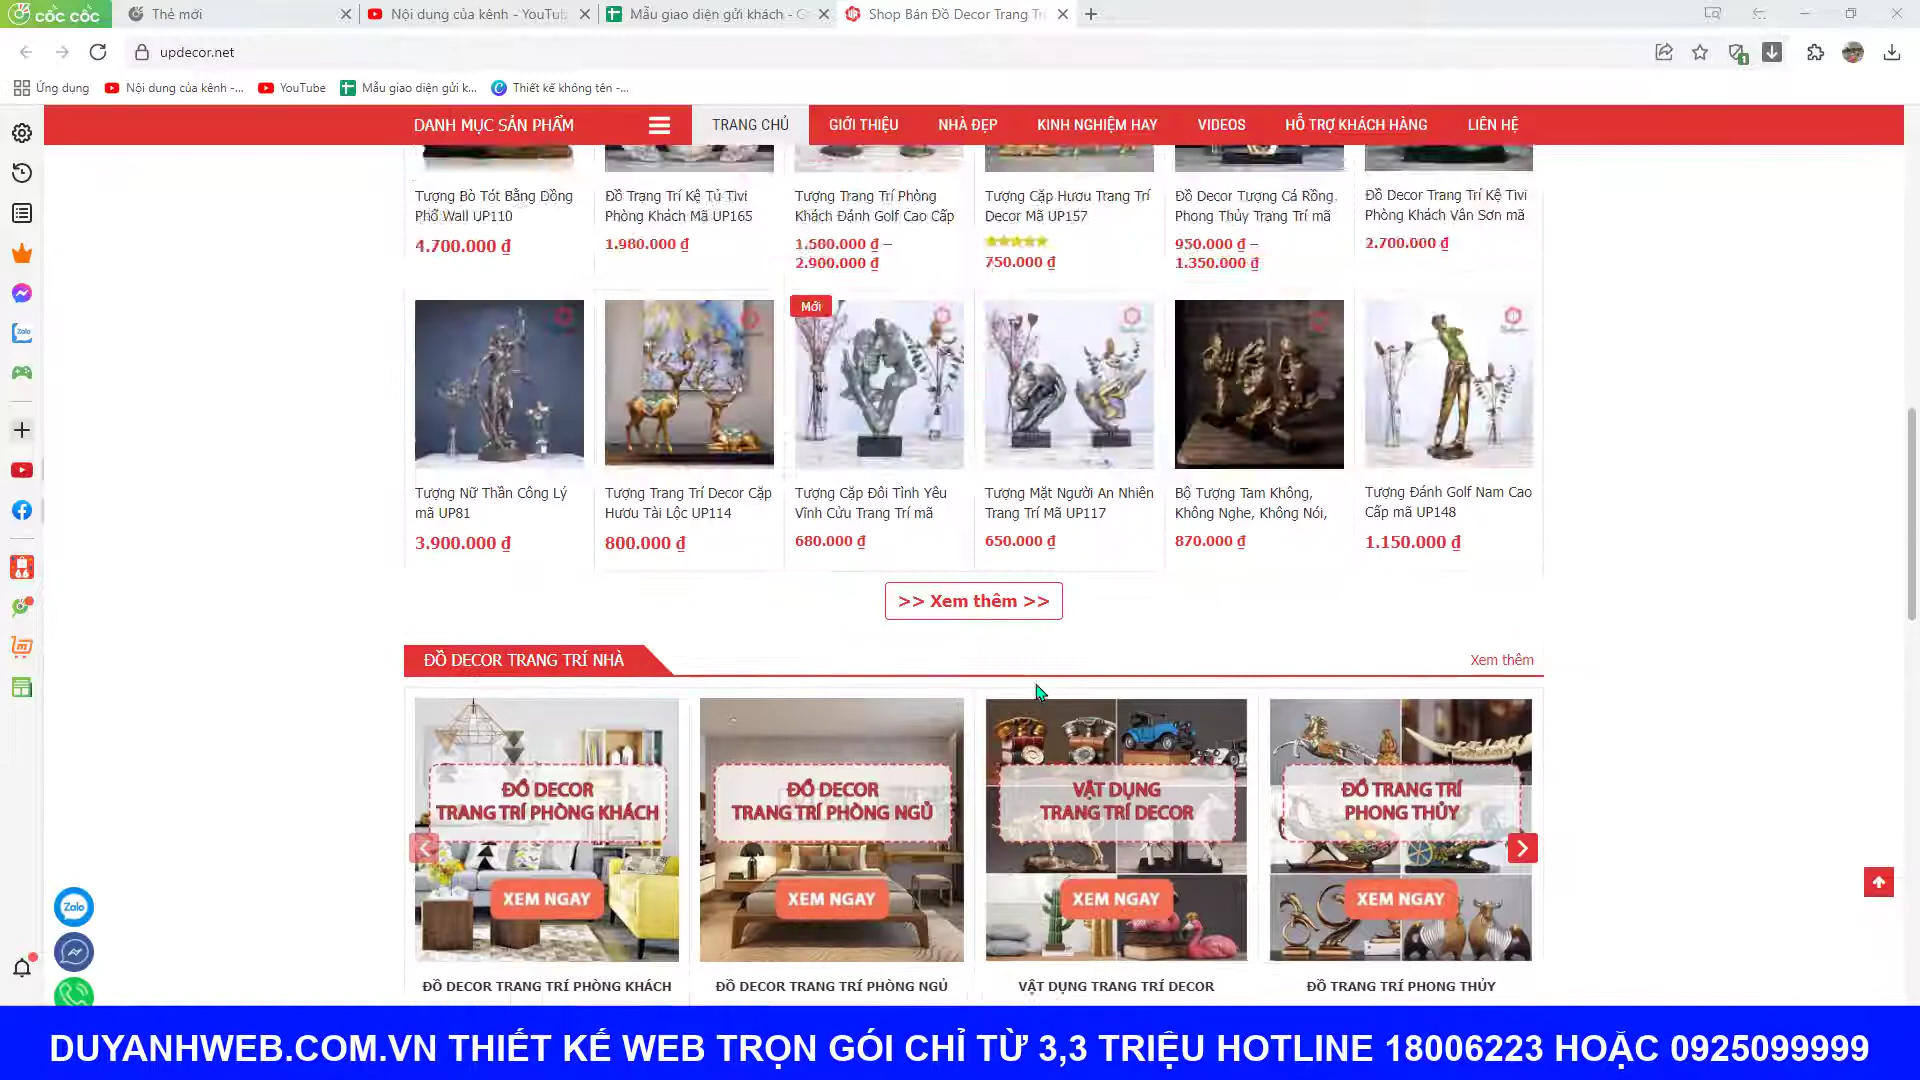 cốc cốc
Thẻ mới
Nội dung của kênh - YouTub
Mẫu giao diện gửi khách - G
Shop Bán Đồ Decor Trang Tr
updecor.net
Ứng dụng
Nội dung của kênh -...
YouTube
Mẫu giao diện gửi k...
Thiết kế không tên -...
DANH MỤC SẢN PHẨM
TRANG CHỦ
GIỚI THIỆU
NHÀ ĐẸP
KINH NGHIỆM HAY
VIDEOS
HỖ TRỢ KHÁCH HÀNG
LIÊN HỆ
Tượng Bò Tót Bằng Đồng
Phố Wall UP110
4.700.000 ₫
Đồ Trang Trí Kệ Tủ Tivi
Phòng Khách Mã UP165
1.980.000 ₫
Tượng Trang Trí Phòng
Khách Đánh Golf Cao Cấp
1.580.000 ₫ –
2.900.000 ₫
Tượng Cặp Hươu Trang Trí
Decor Mã UP157
750.000 ₫
Đồ Decor Tượng Cá Rồng
Phong Thủy Trang Trí mã
950.000 ₫ –
1.350.000 ₫
Đồ Decor Trang Trí Kệ Tivi
Phòng Khách Vân Sơn mã
2.700.000 ₫
Mới
Tượng Nữ Thần Công Lý
mã UP81
3.900.000 ₫
Tượng Trang Trí Decor Cặp
Hươu Tài Lộc UP114
800.000 ₫
Tượng Cặp Đôi Tình Yêu
Vĩnh Cửu Trang Trí mã
680.000 ₫
Tượng Mặt Người An Nhiên
Trang Trí Mã UP117
650.000 ₫
Bộ Tượng Tam Không,
Không Nghe, Không Nói,
870.000 ₫
Tượng Đánh Golf Nam Cao
Cấp mã UP148
1.150.000 ₫
>> Xem thêm >>
ĐỒ DECOR TRANG TRÍ NHÀ
Xem thêm
ĐỒ DECOR
TRANG TRÍ PHÒNG KHÁCH
XEM NGAY
ĐỒ DECOR
TRANG TRÍ PHÒNG NGỦ
XEM NGAY
VẬT DỤNG
TRANG TRÍ DECOR
XEM NGAY
ĐỒ TRANG TRÍ
PHONG THỦY
XEM NGAY
Zalo
ĐỒ DECOR TRANG TRÍ PHÒNG KHÁCH
ĐỒ DECOR TRANG TRÍ PHÒNG NGỦ
VẬT DỤNG TRANG TRÍ DECOR
ĐỒ TRANG TRÍ PHONG THỦY
DUYANHWEB.COM.VN THIẾT KẾ WEB TRỌN GÓI CHỈ TỪ 3,3 TRIỆU HOTLINE 18006223 HOẶC 0925099999